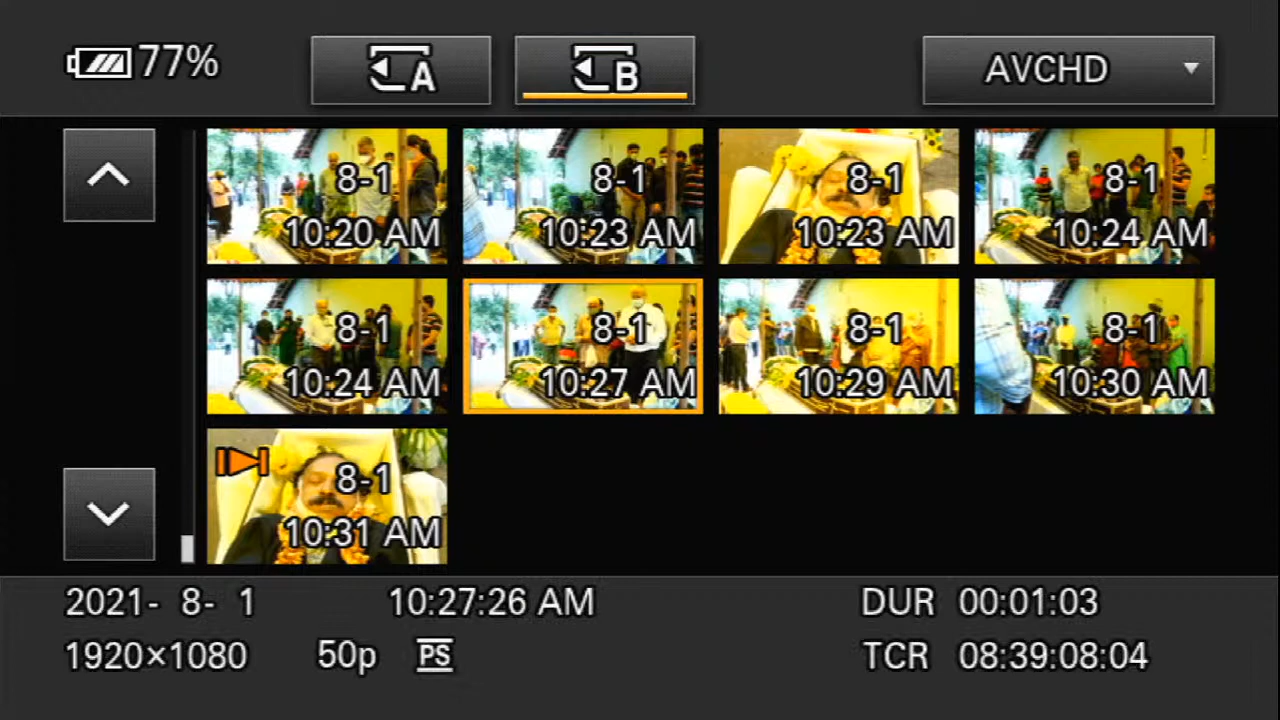 77%
A
B
AVCHD
8-1
10:20 AM
8-1
10:23 AM
8-1
10:23 AM
8-1
10:24 AM
8-1
10:24 AM
8-1
10:27 AM
8-1
10:29 AM
8-1
10:30 AM
8-1
10:31 AM
2021- 8- 1 10:27:26 AM DUR 00:01:03
1920×1080 50p PS TCR 08:39:08:04